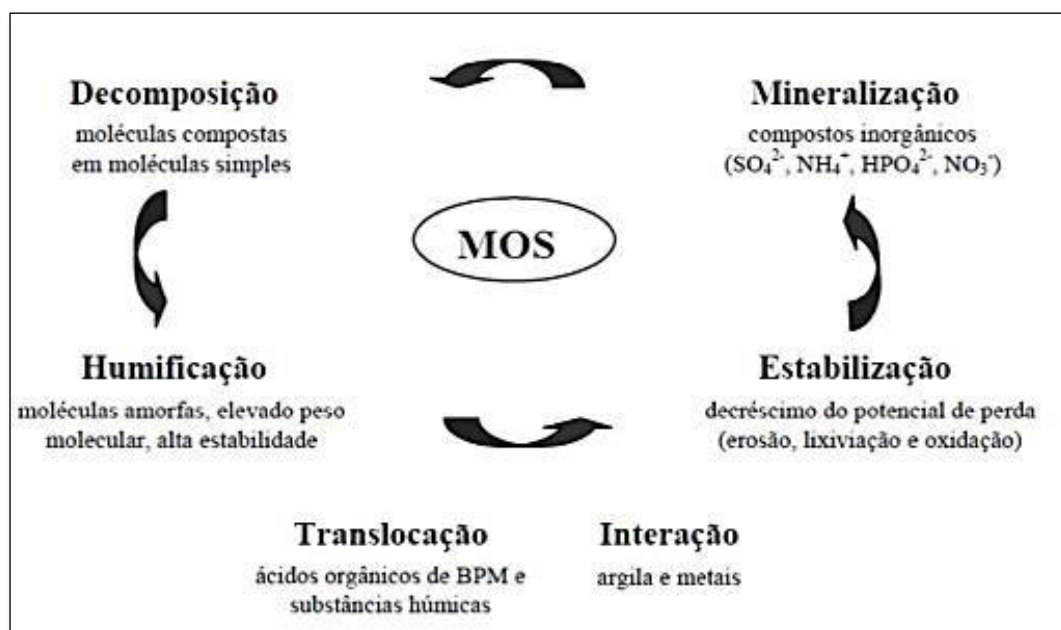 Decomposição
moléculas compostas
em moléculas simples
Mineralização
compostos inorgânicos
(SO₄²⁻, NH₄⁺, HPO₄²⁻, NO₃⁻)
MOS
Humificação
moléculas amorfas, elevado peso
molecular, alta estabilidade
Estabilização
decréscimo do potencial de perda
(erosão, lixiviação e oxidação)
Translocação
ácidos orgânicos de BPM e
substâncias húmicas
Interação
argila e metais